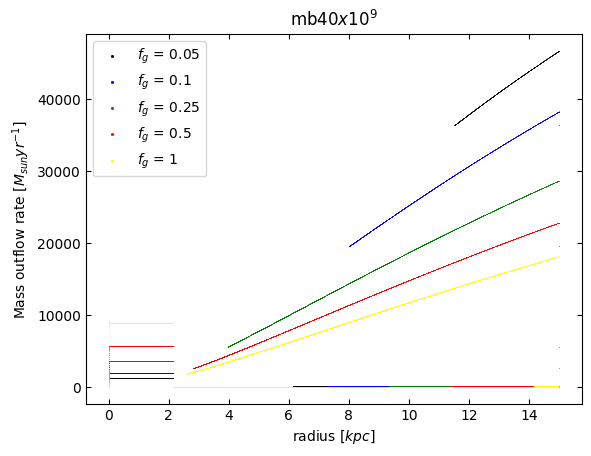 mb40x10^9
f_g = 0.05
f_g = 0.1
f_g = 0.25
f_g = 0.5
f_g = 1
Mass outflow rate [M_sun yr^-1]
40000
30000
20000
10000
0
0 2 4 6 8 10 12 14
radius [kpc]